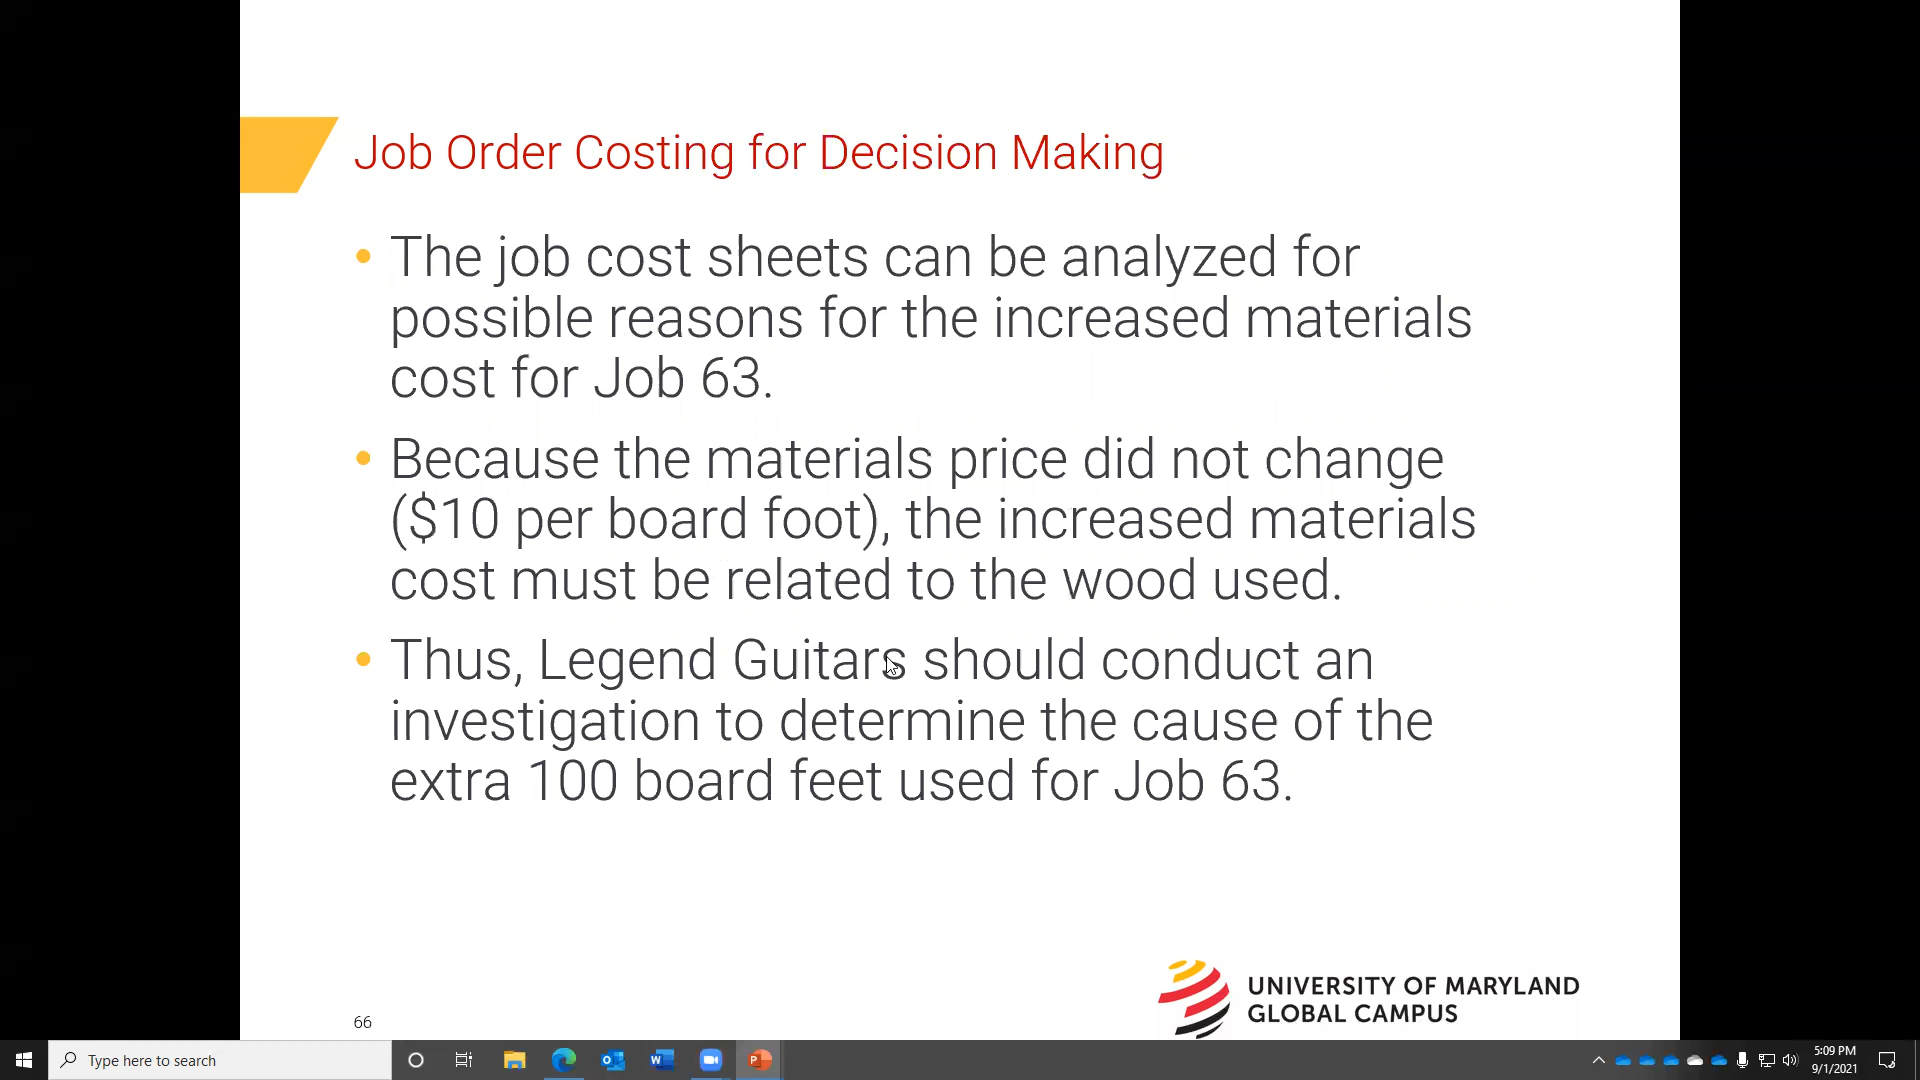 Job Order Costing for Decision Making
• The job cost sheets can be analyzed for
possible reasons for the increased materials
cost for Job 63.
• Because the materials price did not change
($10 per board foot), the increased materials
cost must be related to the wood used.
• Thus, Legend Guitars should conduct an
investigation to determine the cause of the
extra 100 board feet used for Job 63.
UNIVERSITY OF MARYLAND
GLOBAL CAMPUS
66
Type here to search
5:09 PM
9/1/2021